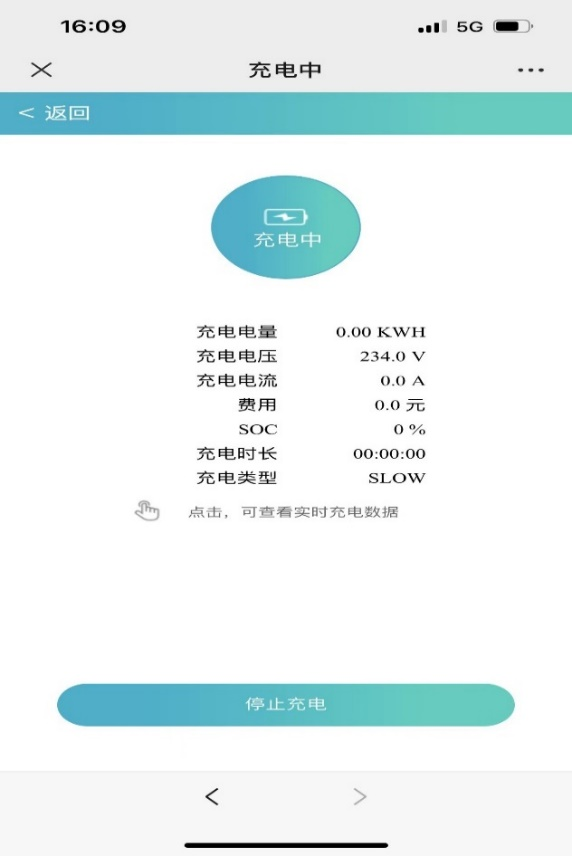 16:09 5G
充电中
< 返回
充电中
充电电量 0.00 KWH
充电电压 234.0 V
充电电流 0.0 A
费用 0.0 元
SOC 0 %
充电时长 00:00:00
充电类型 SLOW
点击，可查看实时充电数据
停止充电